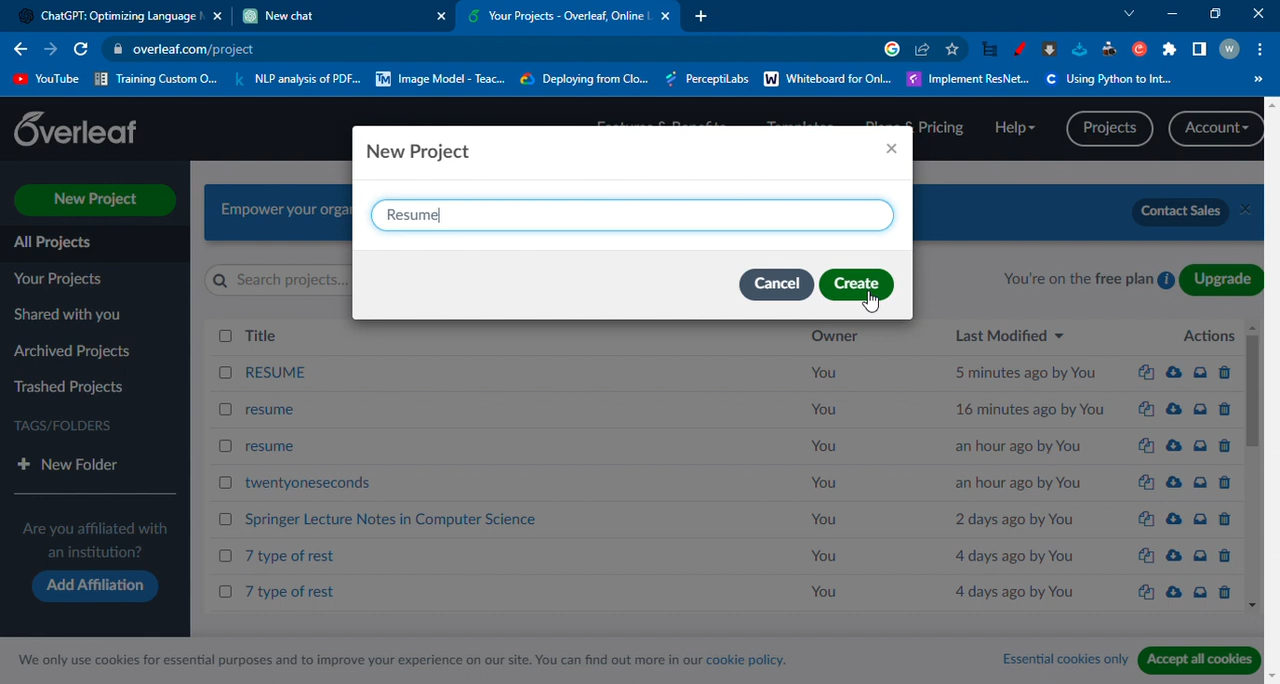 ChatGPT: Optimizing Language
New chat
Your Projects - Overleaf, Online L
overleaf.com/project
W
YouTube
Training Custom O...
NLP analysis of PDF...
Image Model - Teac...
Deploying from Clo...
PerceptiLabs
Whiteboard for Onl...
Implement ResNet...
Using Python to Int...
»
Overleaf
Features & Benefits
Templates
Plans & Pricing
Help
Projects
Account
New Project
Resume
Cancel
Create
New Project
All Projects
Your Projects
Shared with you
Archived Projects
Trashed Projects
TAGS/FOLDERS
New Folder
Are you affiliated with
an institution?
Add Affiliation
Empower your organ
Contact Sales
Search projects...
You're on the free plan
Upgrade
Title Owner Last Modified Actions
RESUME You 5 minutes ago by You
resume You 16 minutes ago by You
resume You an hour ago by You
twentyoneseconds You an hour ago by You
Springer Lecture Notes in Computer Science You 2 days ago by You
7 type of rest You 4 days ago by You
7 type of rest You 4 days ago by You
We only use cookies for essential purposes and to improve your experience on our site. You can find out more in our cookie policy.
Essential cookies only
Accept all cookies